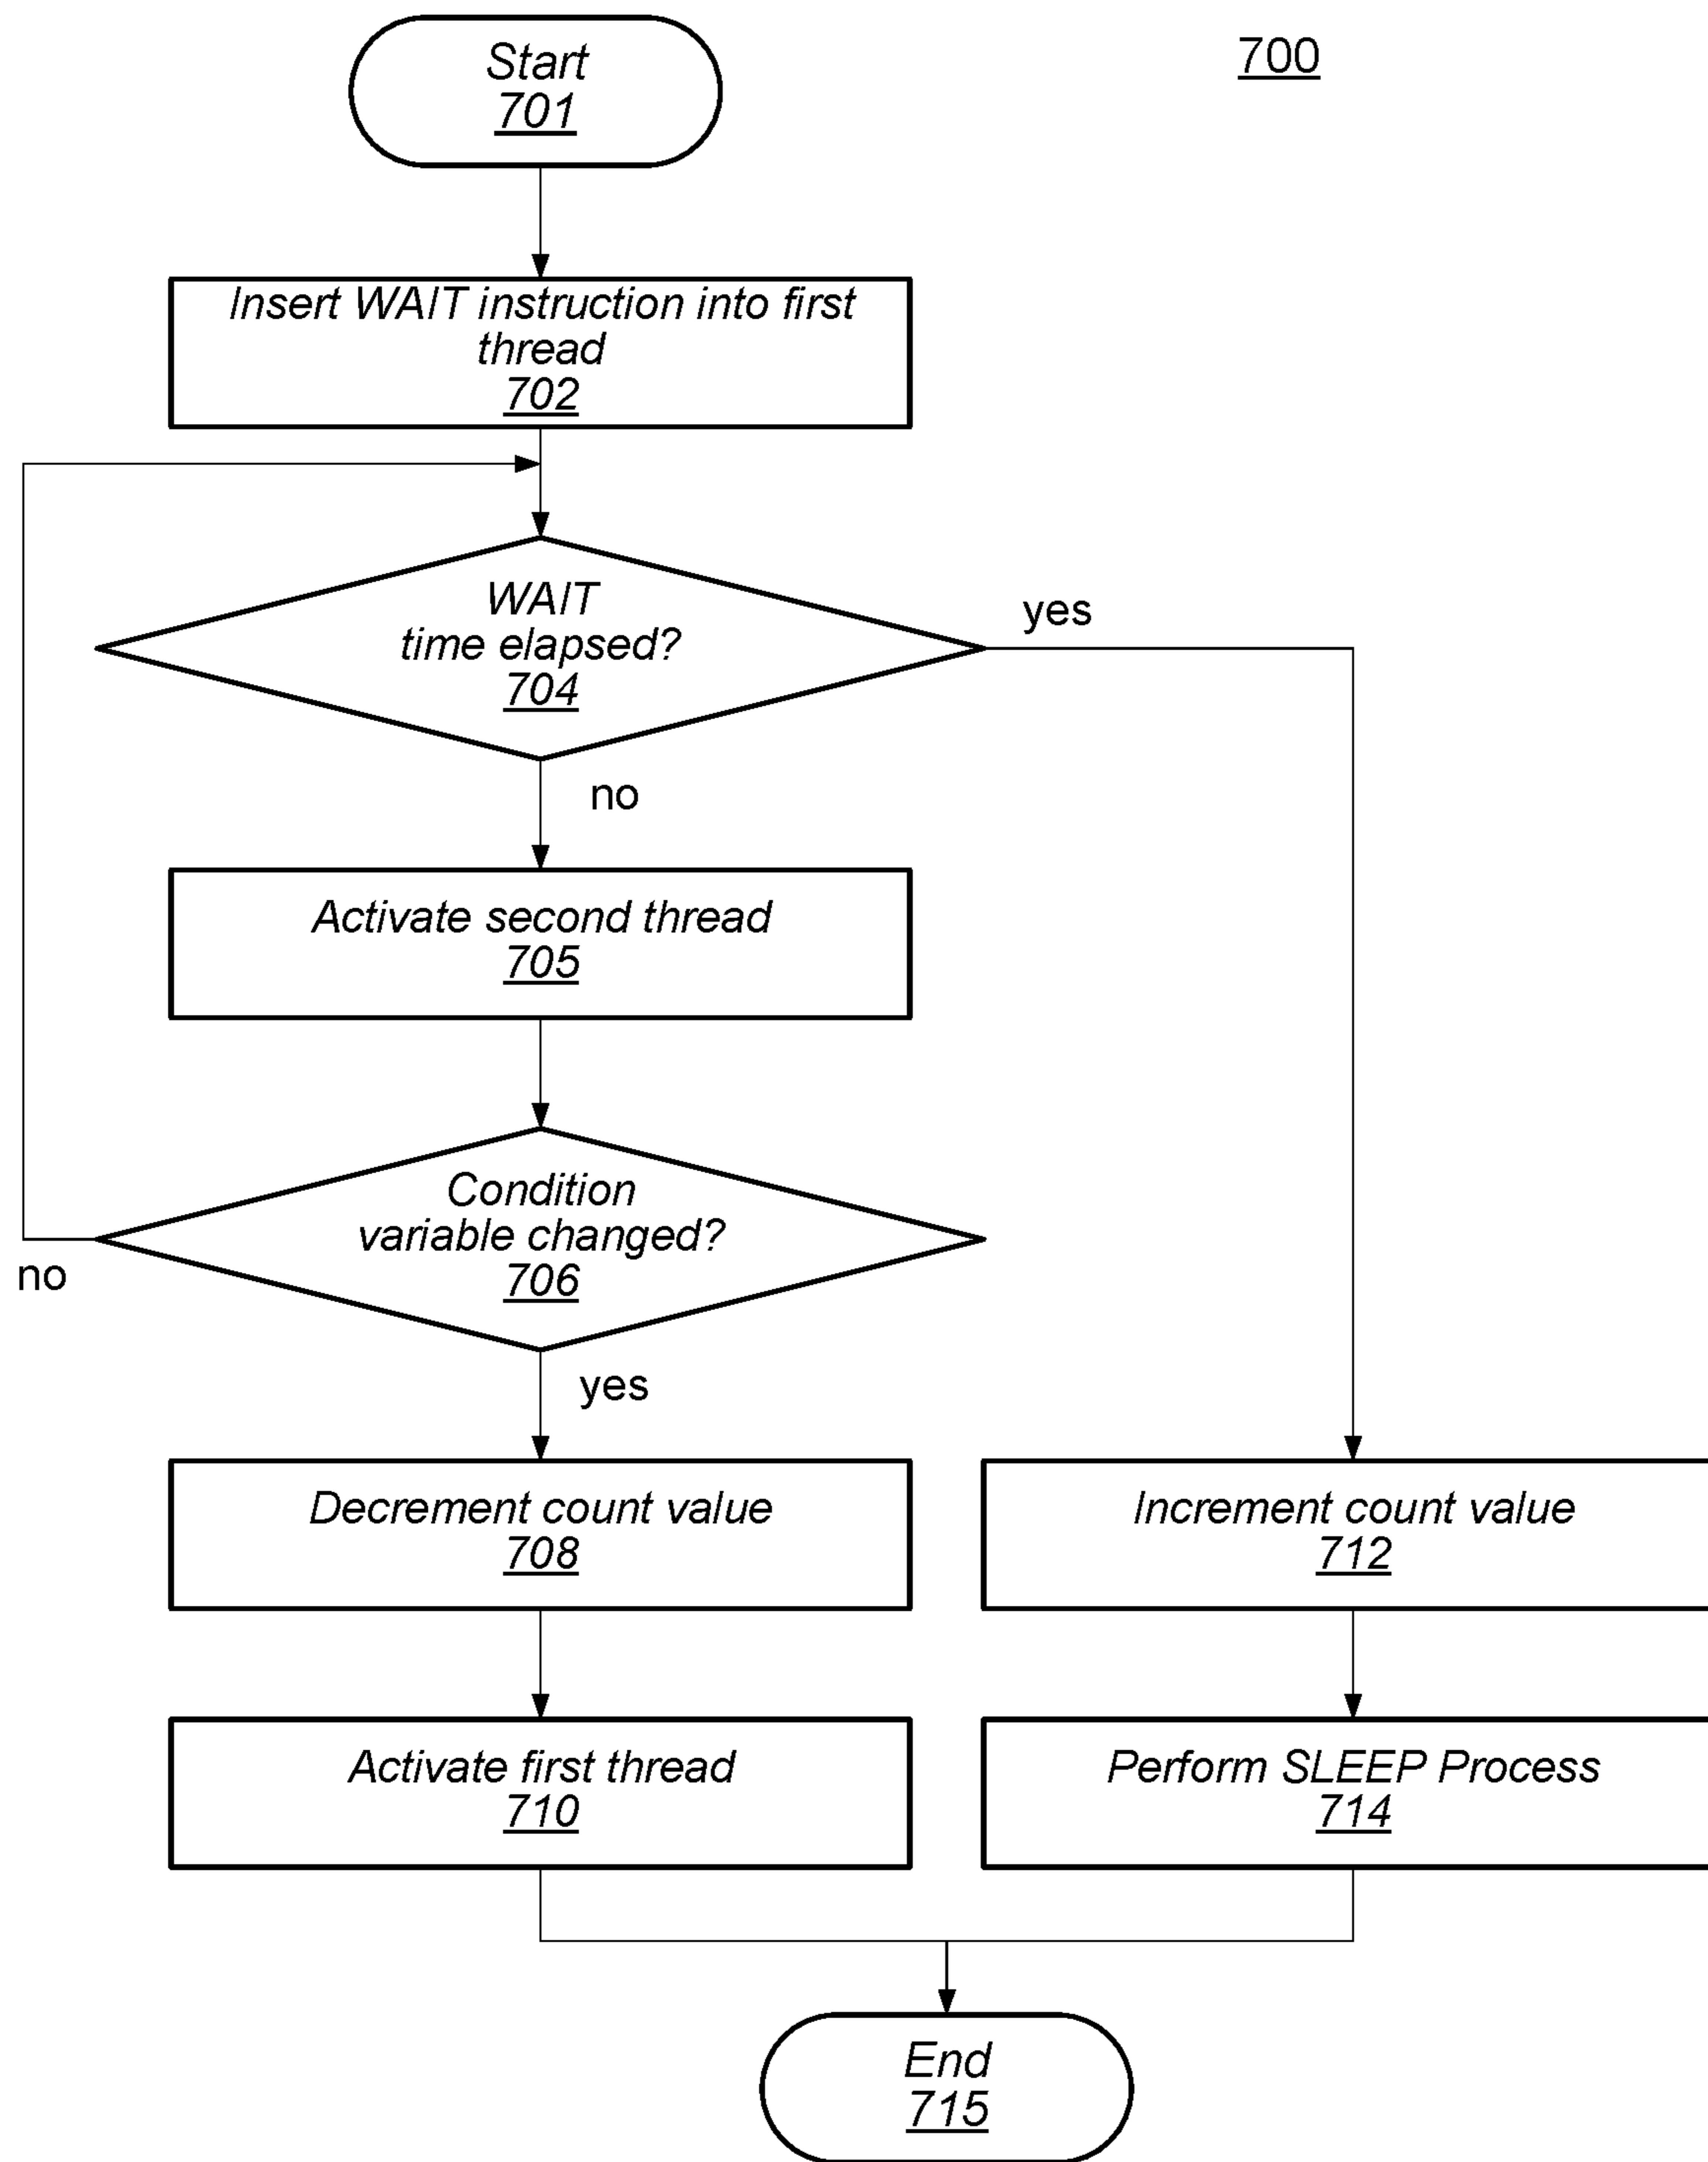 700
Start
701
Insert WAIT instruction into first
thread
702
WAIT
time elapsed?
704
yes
no
Activate second thread
705
Condition
variable changed?
706
no
yes
Decrement count value
708
Increment count value
712
Activate first thread
710
Perform SLEEP Process
714
End
715